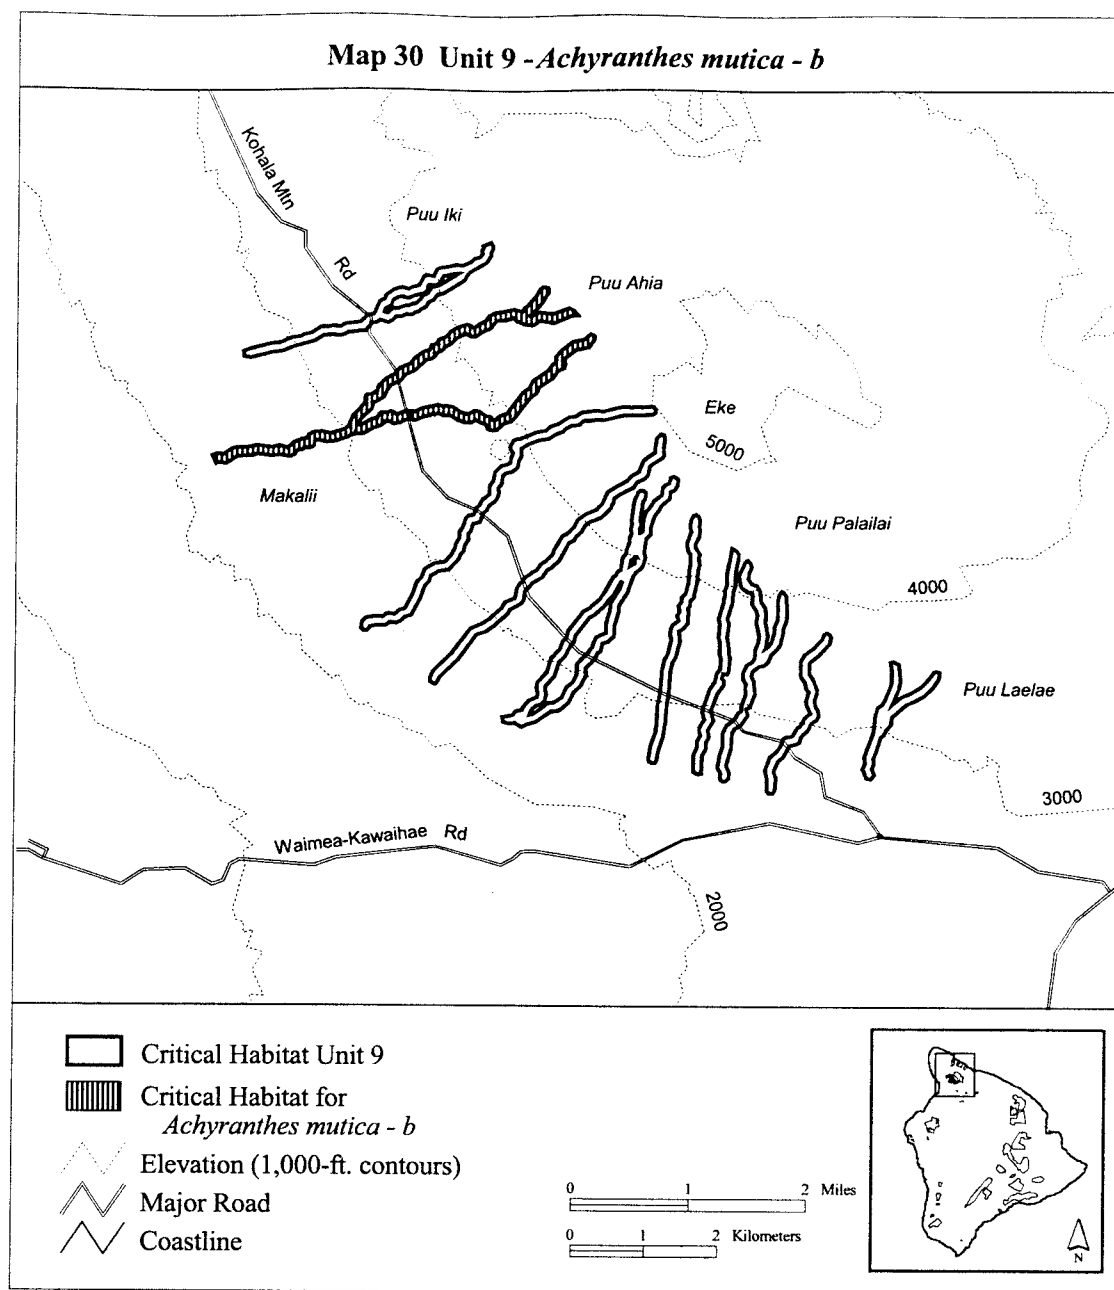 Map 30 Unit 9 - Achyranthes mutica - b
Kohala Mtn
Rd
Puu Iki
Puu Ahia
Eke
5000
Makalii
Puu Palailai
4000
Puu Laelae
3000
Waimea-Kawaihae Rd
2000
Critical Habitat Unit 9
Critical Habitat for
Achyranthes mutica - b
Elevation (1,000-ft. contours)
Major Road
Coastline
0 1 2 Miles
0 1 2 Kilometers
N